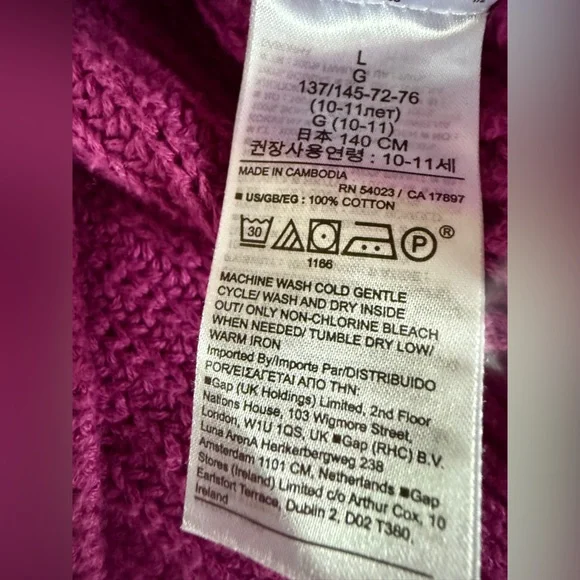 L
G
137/145-72-76
(10-11лет)
G (10-11)
日本 140 CM
권장사용연령 : 10-11세
MADE IN CAMBODIA
RN 54023 / CA 17897
■ US/GB/EG : 100% COTTON
30 P ®
1166
MACHINE WASH COLD GENTLE
CYCLE/ WASH AND DRY INSIDE
OUT/ ONLY NON-CHLORINE BLEACH
WHEN NEEDED/ TUMBLE DRY LOW/
WARM IRON
Imported By/Importe Par/DISTRIBUIDO
POR/ΕΙΣΑΓΕΤΑΙ ΑΠΟ ΤΗΝ:
■Gap (UK Holdings) Limited, 2nd Floor
Nations House, 103 Wigmore Street,
London, W1U 1QS, UK ■Gap (RHC) B.V.
Luna ArenA Herikerbergweg 238
Amsterdam 1101 CM, Netherlands ■Gap
Stores (Ireland) Limited c/o Arthur Cox, 10
Earlsfort Terrace, Dublin 2, D02 T380,
Ireland